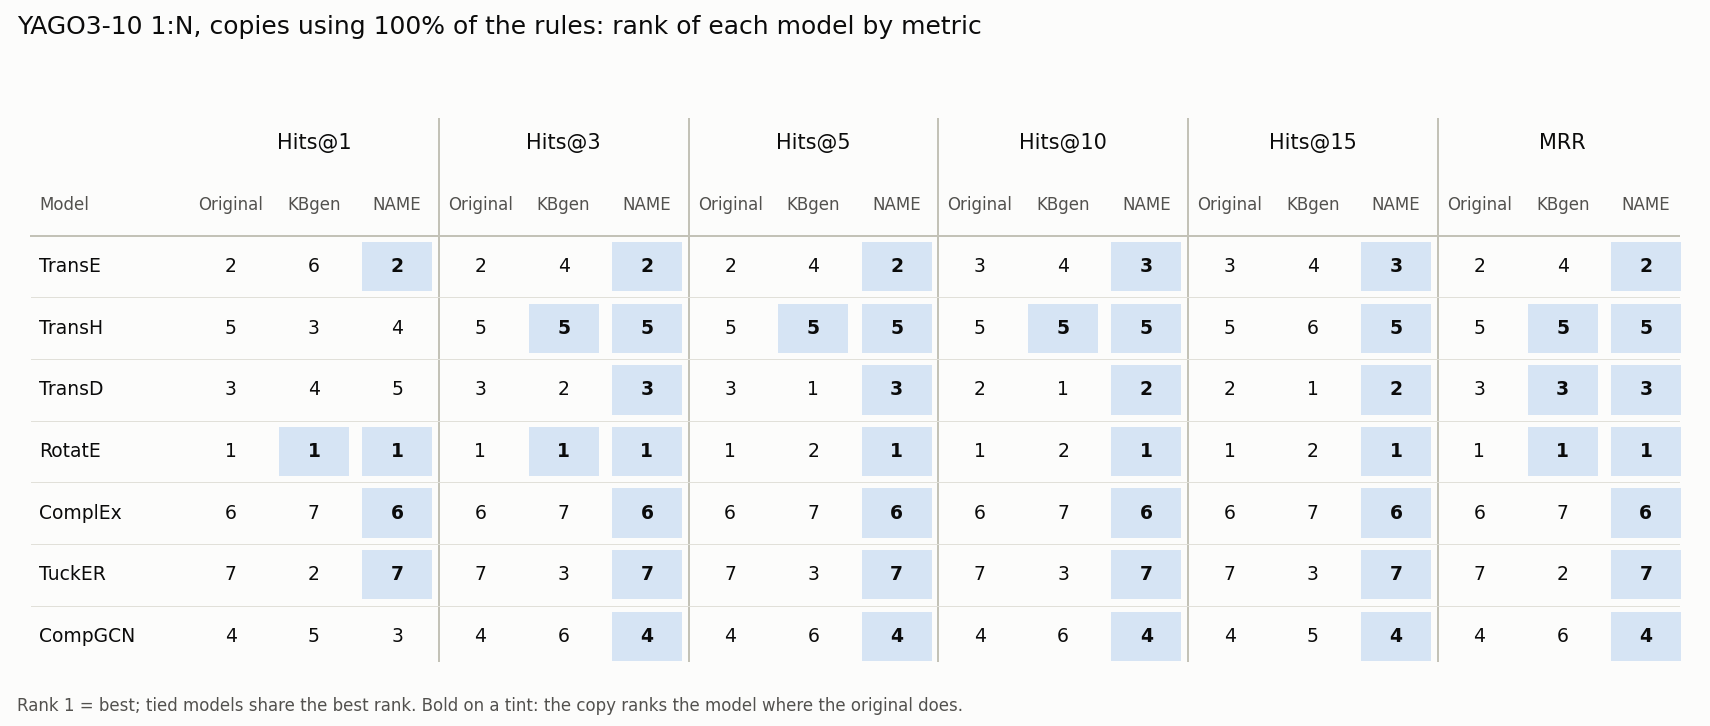 YAGO3-10 1:N, copies using 100% of the rules: rank of each model by metric
Hits@1 Hits@3 Hits@5 Hits@10 Hits@15 MRR
Model Original KBgen NAME Original KBgen NAME Original KBgen NAME Original KBgen NAME Original KBgen NAME Original KBgen NAME
TransE 2 6 2 2 4 2 2 4 2 3 4 3 3 4 3 2 4 2
TransH 5 3 4 5 5 5 5 5 5 5 5 5 5 6 5 5 5 5
TransD 3 4 5 3 2 3 3 1 3 2 1 2 2 1 2 3 3 3
RotatE 1 1 1 1 1 1 1 2 1 1 2 1 1 2 1 1 1 1
ComplEx 6 7 6 6 7 6 6 7 6 6 7 6 6 7 6 6 7 6
TuckER 7 2 7 7 3 7 7 3 7 7 3 7 7 3 7 7 2 7
CompGCN 4 5 3 4 6 4 4 6 4 4 6 4 4 5 4 4 6 4
Rank 1 = best; tied models share the best rank. Bold on a tint: the copy ranks the model where the original does.